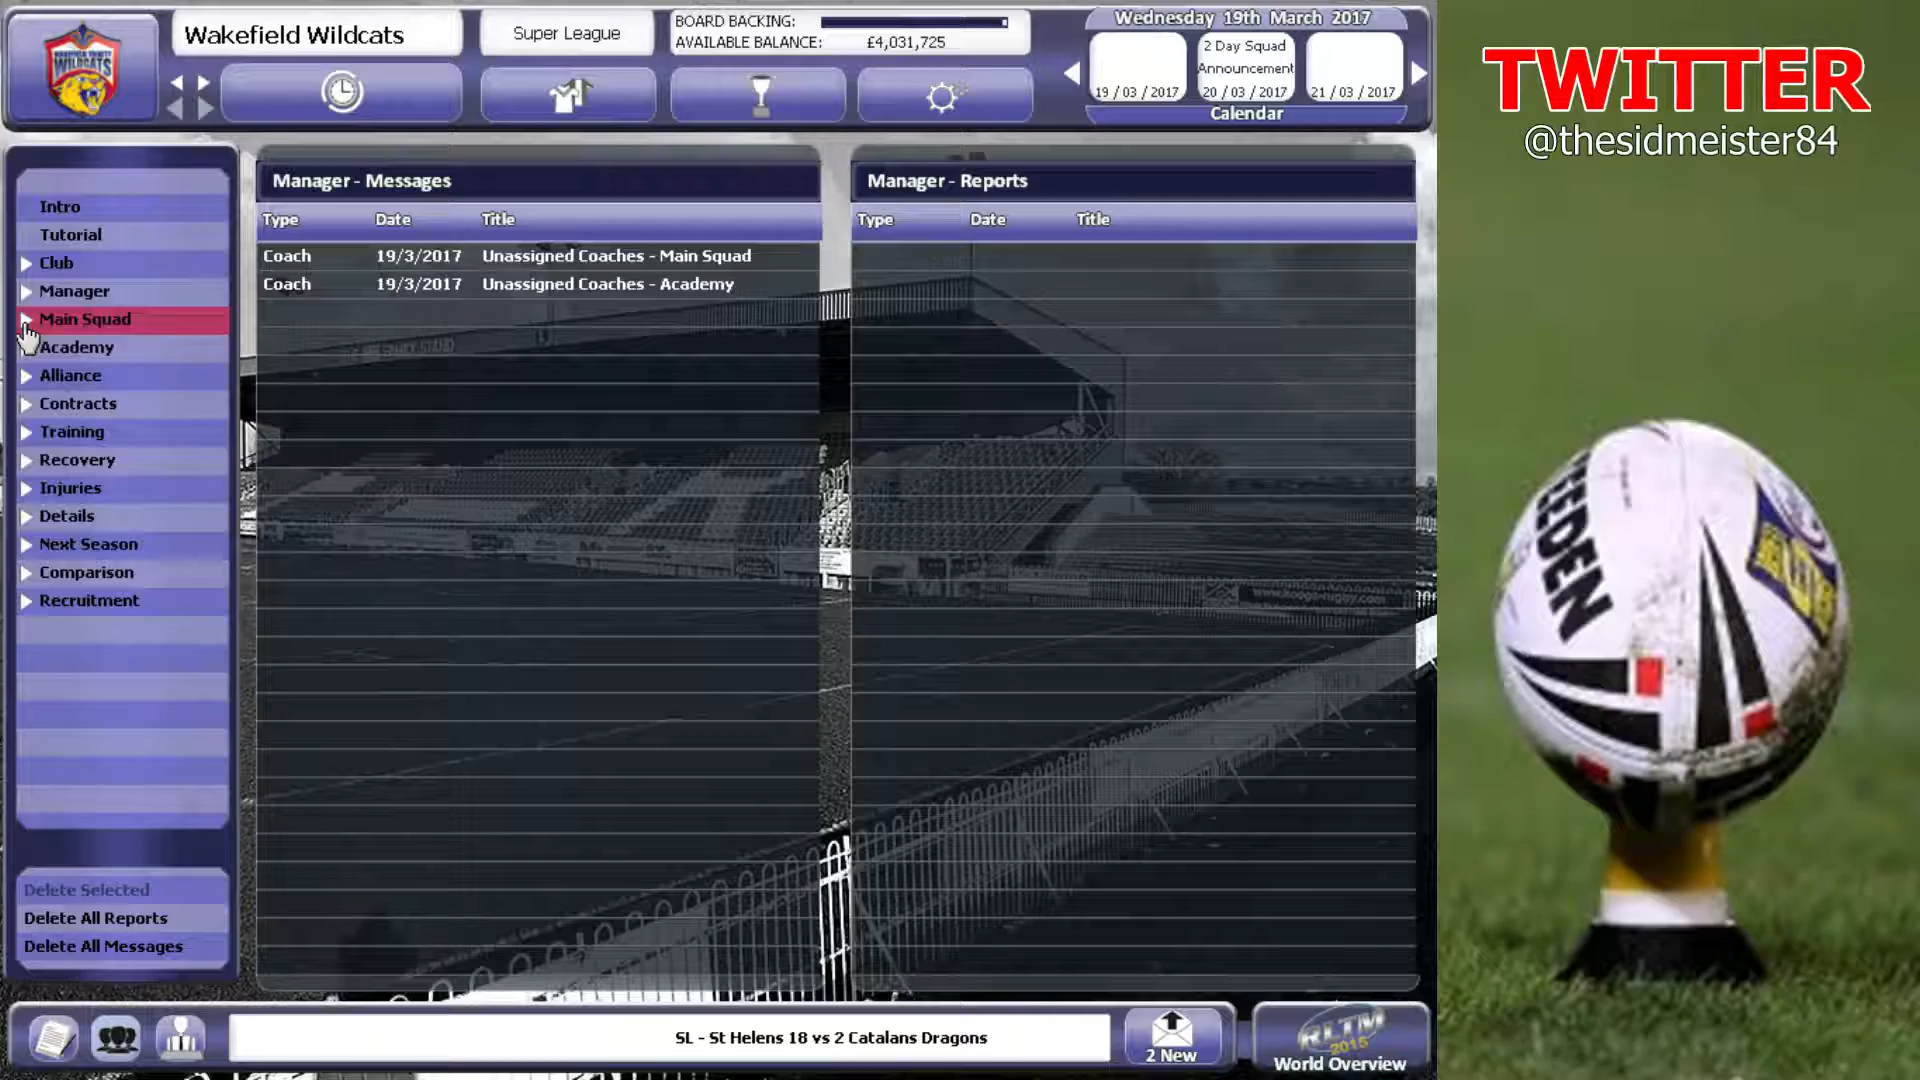 Wakefield Wildcats
Super League
BOARD BACKING:
AVAILABLE BALANCE: £4,031,725
Wednesday 19th March 2017
19 / 03 / 2017
2 Day Squad
Announcement
20 / 03 / 2017
21 / 03 / 2017
Calendar
TWITTER
@thesidmeister84
WILDCATS
Intro
Tutorial
Club
Manager
Main Squad
Academy
Alliance
Contracts
Training
Recovery
Injuries
Details
Next Season
Comparison
Recruitment
Delete Selected
Delete All Reports
Delete All Messages
Manager - Messages
Type Date Title
Coach 19/3/2017 Unassigned Coaches - Main Squad
Coach 19/3/2017 Unassigned Coaches - Academy
Manager - Reports
Type Date Title
SL - St Helens 18 vs 2 Catalans Dragons
2 New
RLTM
2015
World Overview